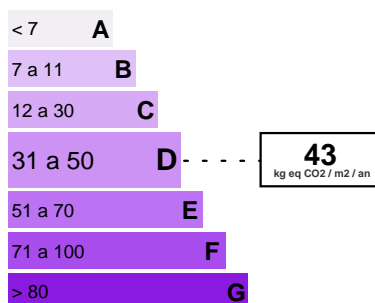 < 7 A
7 a 11 B
12 a 30 C
31 a 50 D
43
kg eq CO2 / m2 / an
51 a 70 E
71 a 100 F
> 80 G